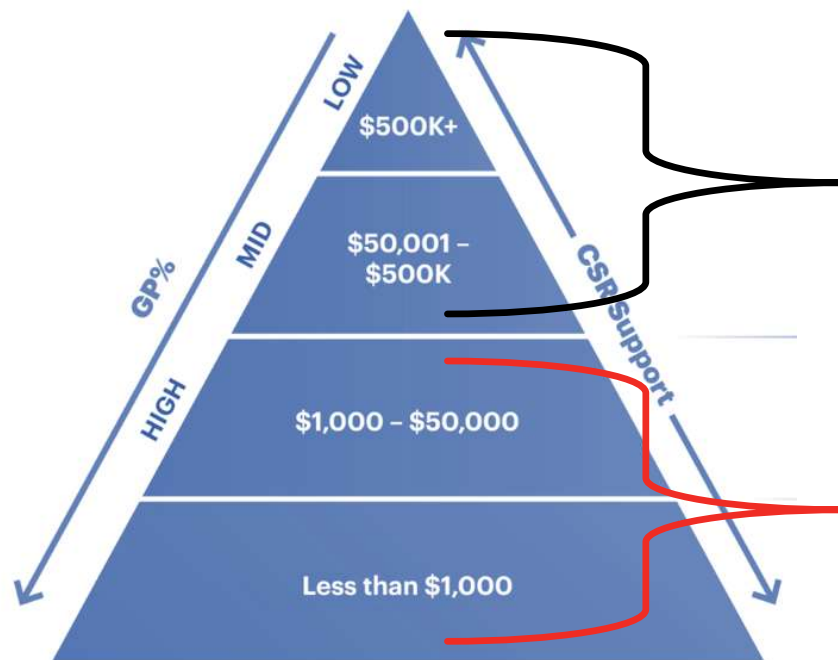 LOW
$500K+
MID
$50,001 –
$500K
GP%
CSR Support
HIGH
$1,000 – $50,000
Less than $1,000